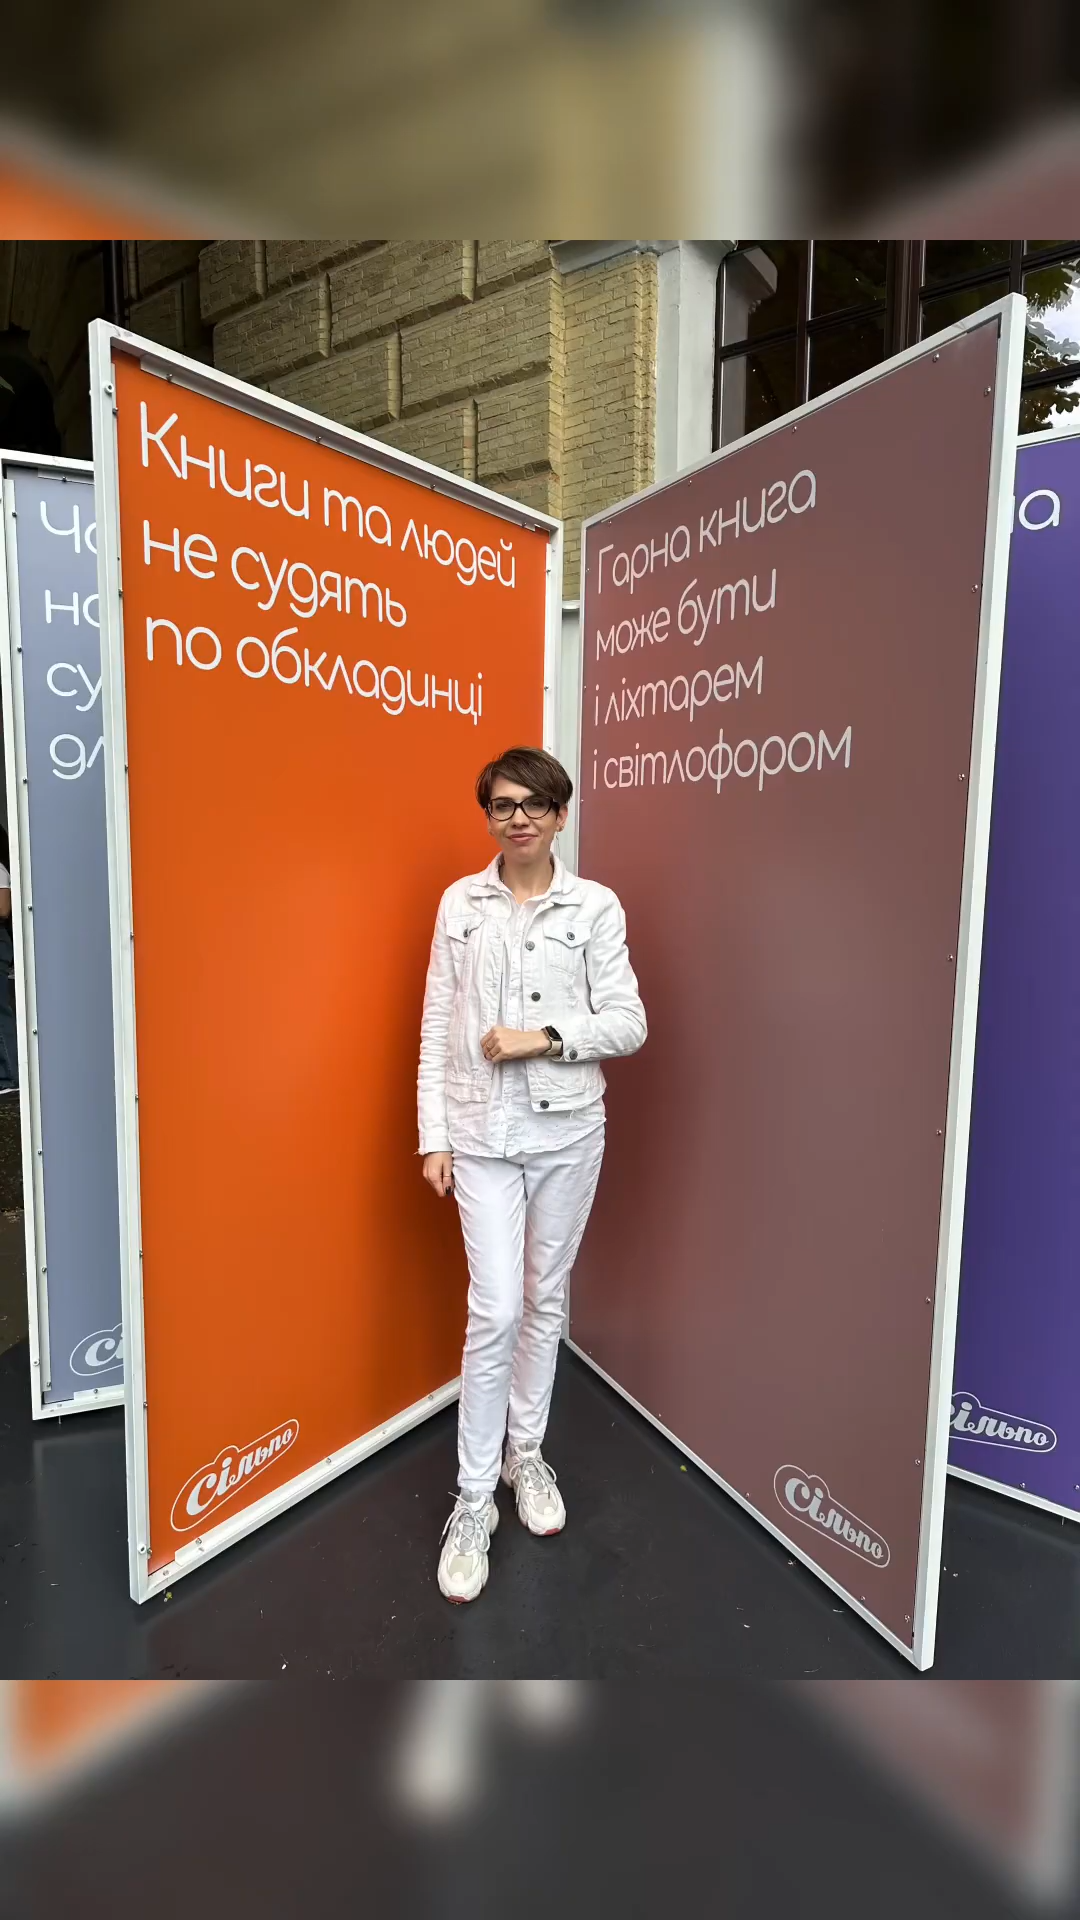 Книги та людей
не судять
по обкладинці
Сільпо
Гарна книга
може бути
і ліхтарем
і світлофором
Сільпо
Сільпо